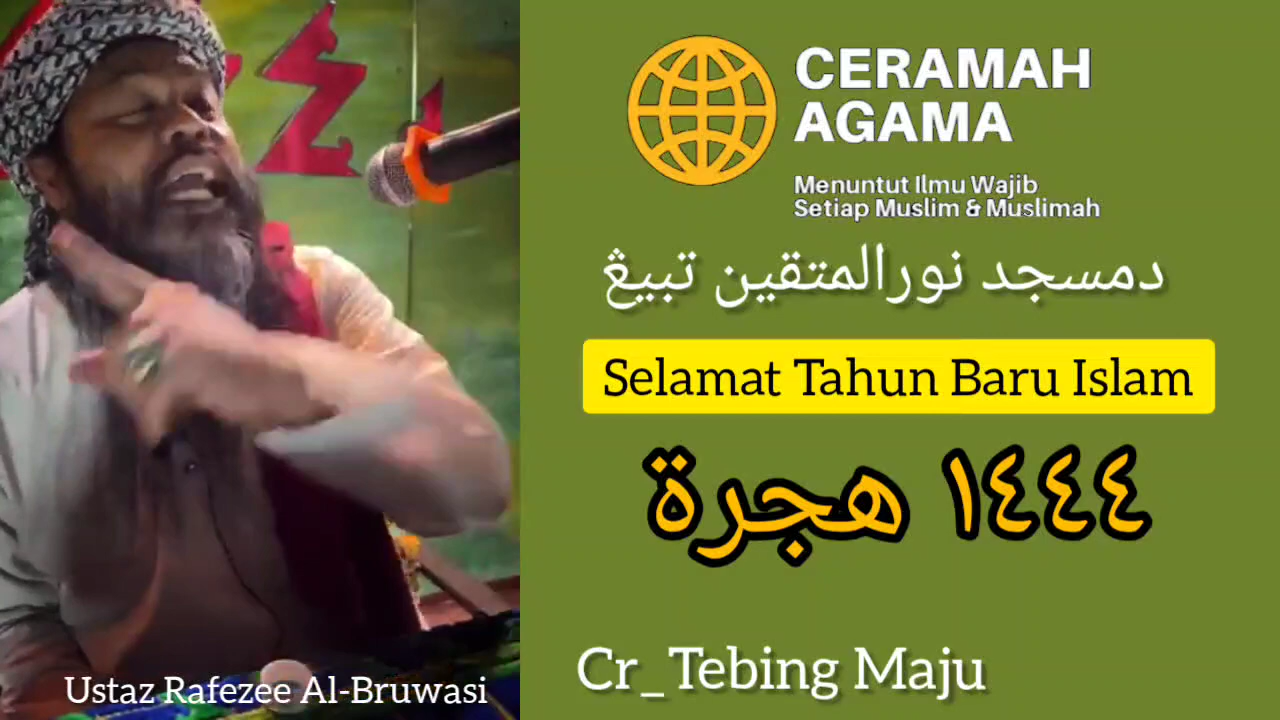 CERAMAH
AGAMA
Menuntut Ilmu Wajib
Setiap Muslim & Muslimah
دمسجد نورالمتقين تبيڠ
Selamat Tahun Baru Islam
١٤٤٤ هجرة
Cr_Tebing Maju
Ustaz Rafezee Al-Bruwasi